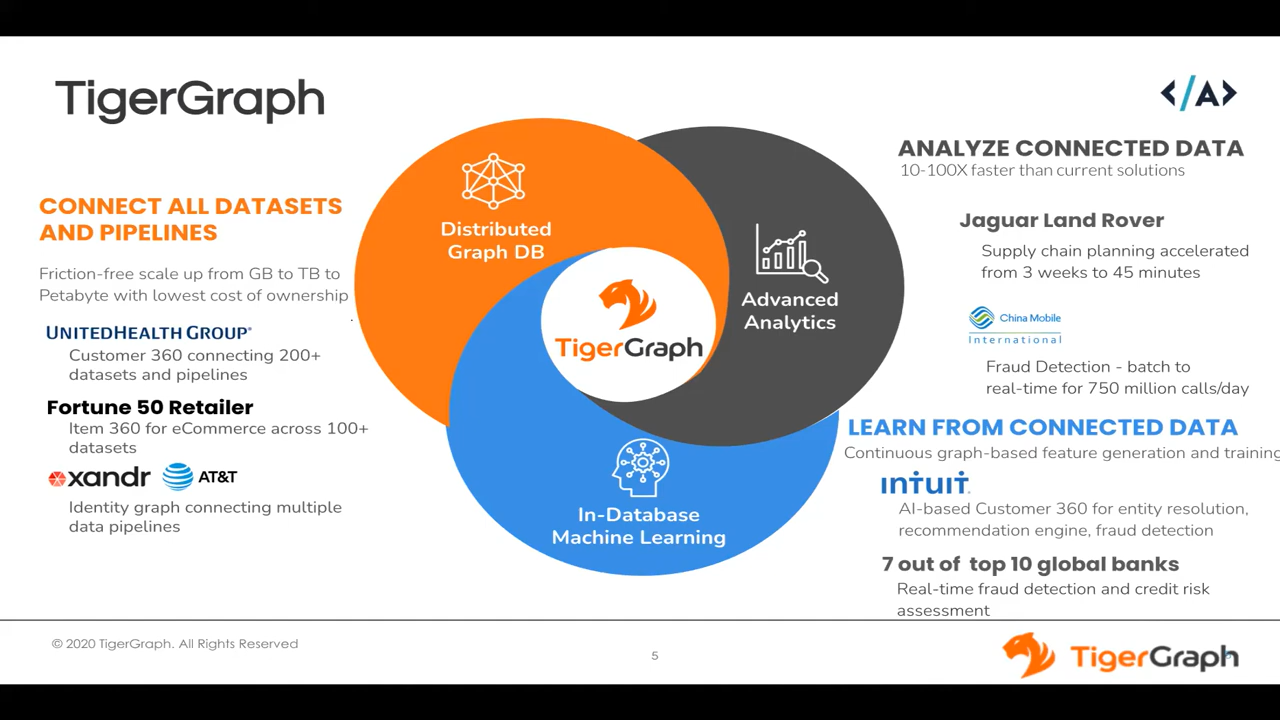 TigerGraph
</A>
CONNECT ALL DATASETS
AND PIPELINES
Friction-free scale up from GB to TB to
Petabyte with lowest cost of ownership
UNITEDHEALTH GROUP®
Customer 360 connecting 200+
datasets and pipelines
Fortune 50 Retailer
Item 360 for eCommerce across 100+
datasets
xandr AT&T
Identity graph connecting multiple
data pipelines
Distributed
Graph DB
Advanced
Analytics
TigerGraph
In-Database
Machine Learning
ANALYZE CONNECTED DATA
10-100X faster than current solutions
Jaguar Land Rover
Supply chain planning accelerated
from 3 weeks to 45 minutes
China Mobile
International
Fraud Detection - batch to
real-time for 750 million calls/day
LEARN FROM CONNECTED DATA
Continuous graph-based feature generation and training
intuit
AI-based Customer 360 for entity resolution,
recommendation engine, fraud detection
7 out of top 10 global banks
Real-time fraud detection and credit risk
assessment
© 2020 TigerGraph. All Rights Reserved
5
TigerGraph